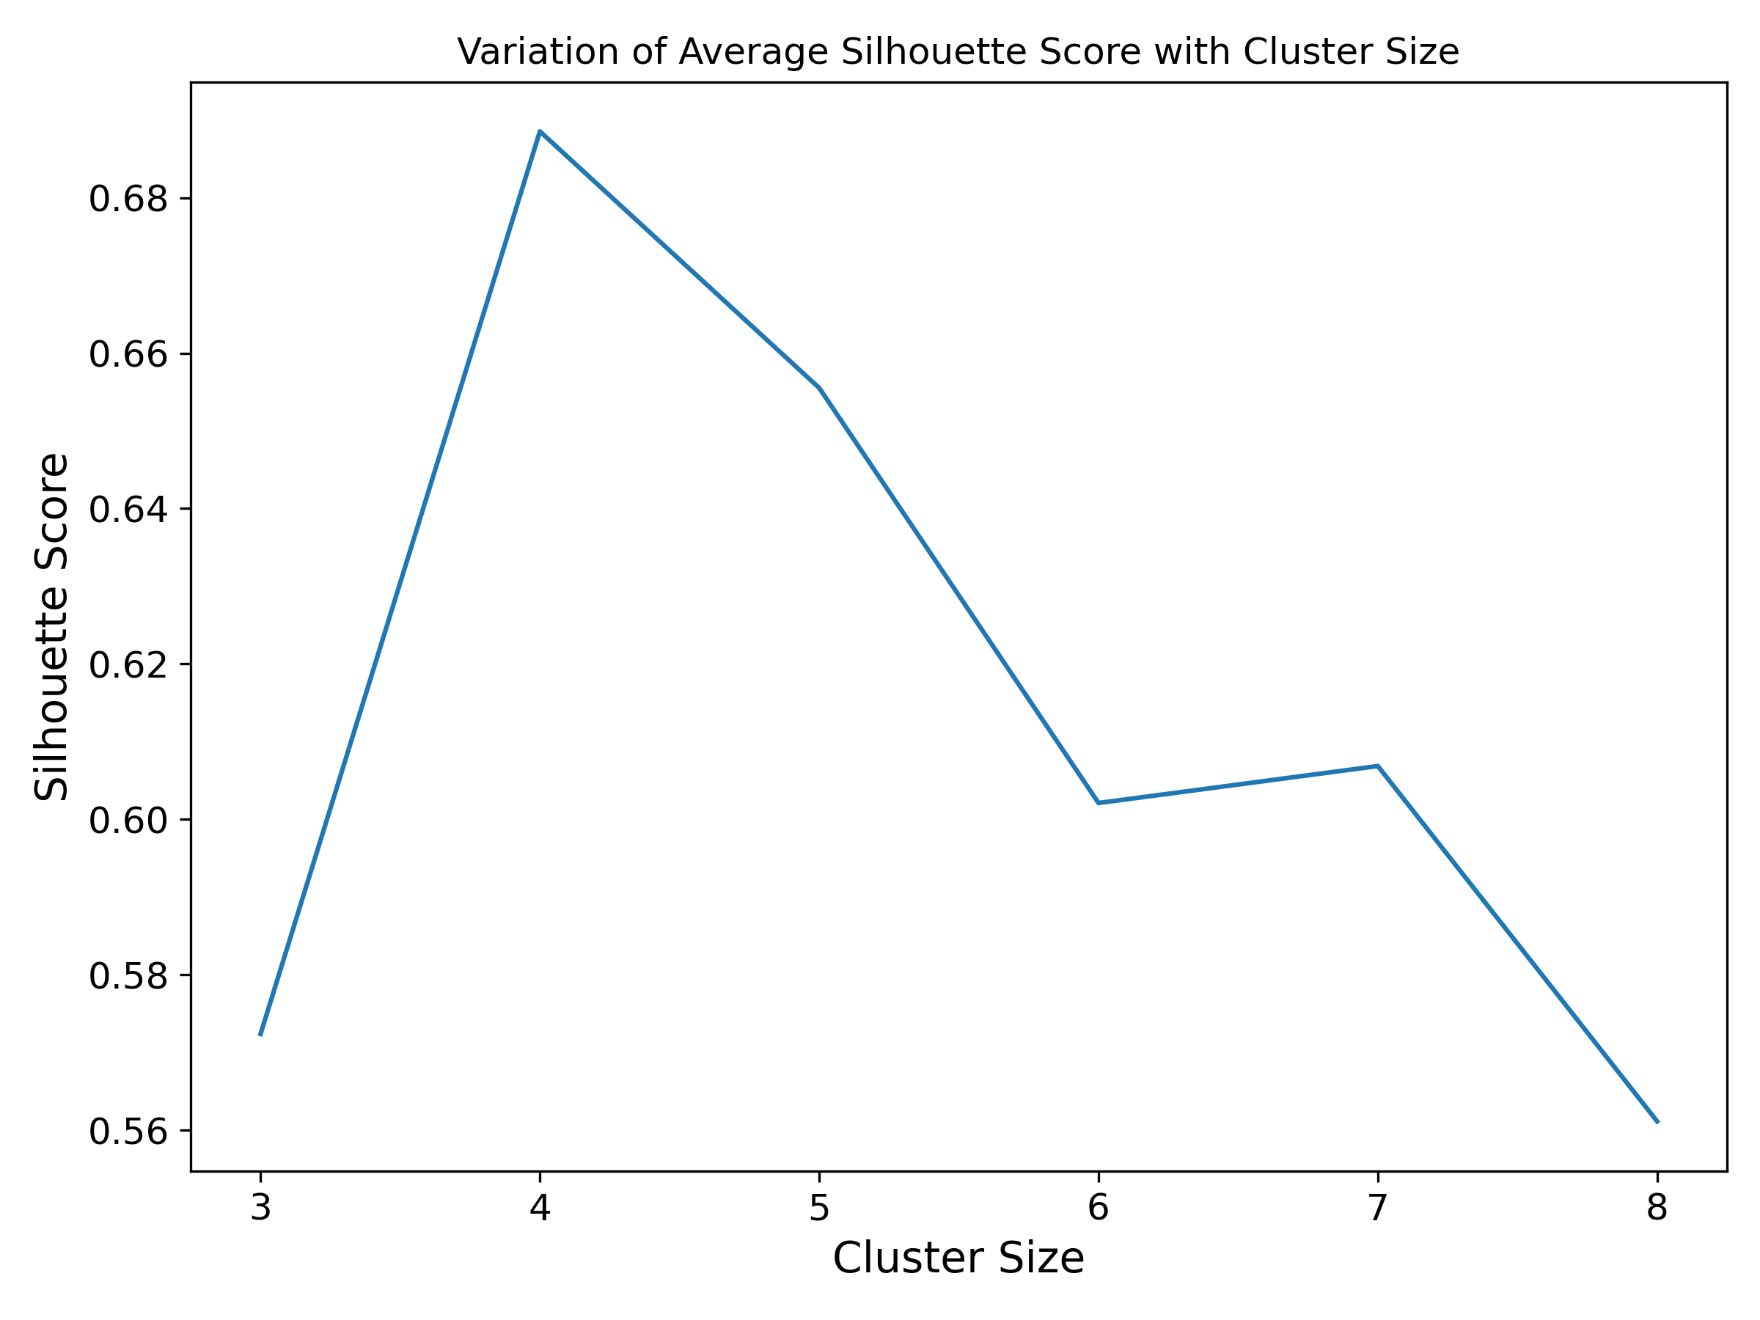 Variation of Average Silhouette Score with Cluster Size
Silhouette Score
0.68
0.66
0.64
0.62
0.60
0.58
0.56
3 4 5 6 7 8
Cluster Size